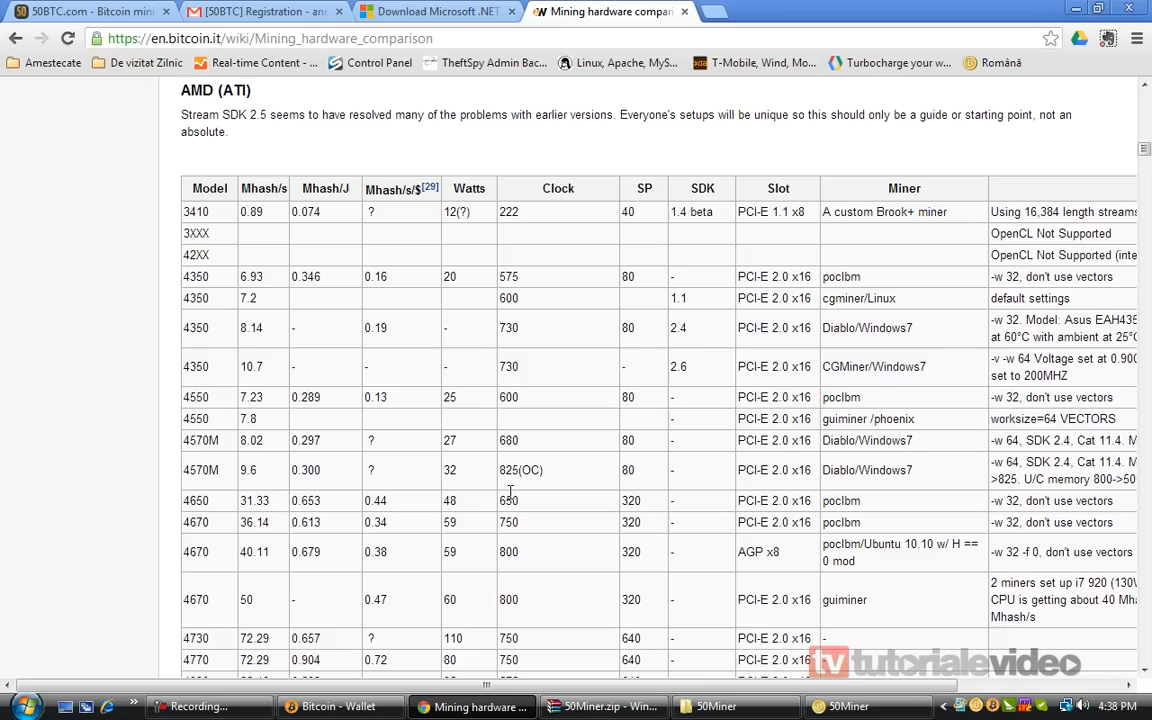 50BTC.com - Bitcoin mini
[50BTC] Registration - an
Download Microsoft .NET
Mining hardware compari
https://en.bitcoin.it/wiki/Mining_hardware_comparison
Amestecate
De vizitat Zilnic
Real-time Content - ...
Control Panel
TheftSpy Admin Bac...
Linux, Apache, MyS...
T-Mobile, Wind, Mo...
Turbocharge your w...
Română
AMD (ATI)
Stream SDK 2.5 seems to have resolved many of the problems with earlier versions. Everyone's setups will be unique so this should only be a guide or starting point, not an
absolute.
Model Mhash/s Mhash/J Mhash/s/$[29] Watts Clock SP SDK Slot Miner
3410 0.89 0.074 ? 12(?) 222 40 1.4 beta PCI-E 1.1 x8 A custom Brook+ miner Using 16,384 length streams
3XXX OpenCL Not Supported
42XX OpenCL Not Supported (inte
4350 6.93 0.346 0.16 20 575 80 - PCI-E 2.0 x16 poclbm -w 32, don't use vectors
4350 7.2 600 1.1 PCI-E 2.0 x16 cgminer/Linux default settings
4350 8.14 - 0.19 - 730 80 2.4 PCI-E 2.0 x16 Diablo/Windows7 -w 32. Model: Asus EAH435
at 60°C with ambient at 25°C
4350 10.7 - - - 730 - 2.6 PCI-E 2.0 x16 CGMiner/Windows7 -v -w 64 Voltage set at 0.900
set to 200MHZ
4550 7.23 0.289 0.13 25 600 80 - PCI-E 2.0 x16 poclbm -w 32, don't use vectors
4550 7.8 - PCI-E 2.0 x16 guiminer /phoenix worksize=64 VECTORS
4570M 8.02 0.297 ? 27 680 80 - PCI-E 2.0 x16 Diablo/Windows7 -w 64, SDK 2.4, Cat 11.4. M
4570M 9.6 0.300 ? 32 825(OC) 80 - PCI-E 2.0 x16 Diablo/Windows7 -w 64, SDK 2.4, Cat 11.4. M
>825. U/C memory 800->50
4650 31.33 0.653 0.44 48 650 320 - PCI-E 2.0 x16 poclbm -w 32, don't use vectors
4670 36.14 0.613 0.34 59 750 320 - PCI-E 2.0 x16 poclbm -w 32, don't use vectors
4670 40.11 0.679 0.38 59 800 320 - AGP x8 poclbm/Ubuntu 10.10 w/ H ==
0 mod -w 32 -f 0, don't use vectors
4670 50 - 0.47 60 800 320 - PCI-E 2.0 x16 guiminer 2 miners set up i7 920 (130W
CPU is getting about 40 Mha
Mhash/s
4730 72.29 0.657 ? 110 750 640 - PCI-E 2.0 x16 -
4770 72.29 0.904 0.72 80 750 640 - PCI-E 2.0 x16
tv tutorialevideo
Recording...
Bitcoin - Wallet
Mining hardware ...
50Miner.zip - Win...
50Miner
50Miner
4:38 PM